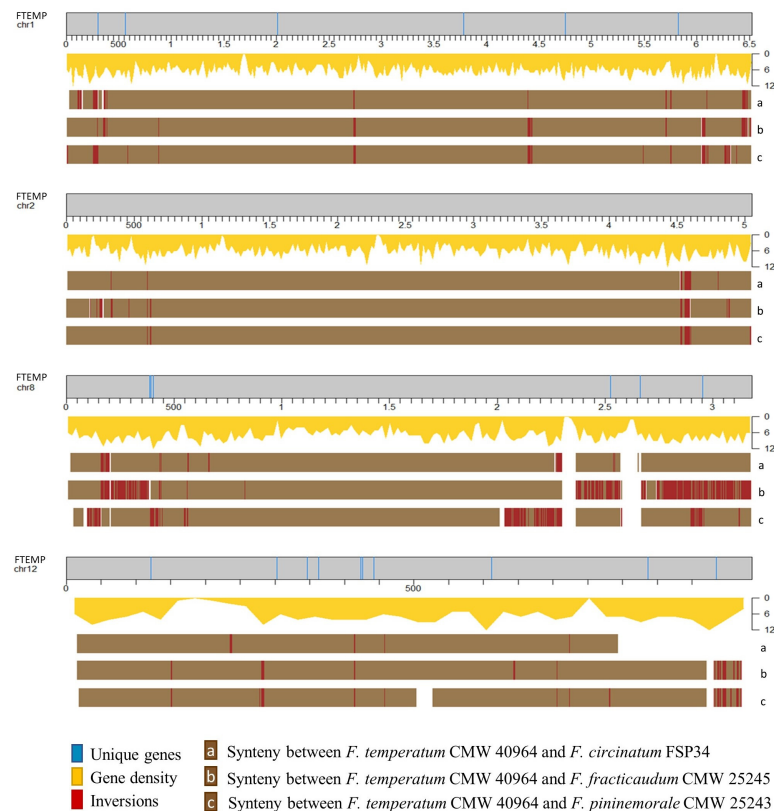 FTEMP
chr1
0 500 1 1.5 2 2.5 3 3.5 4 4.5 5 5.5 6 6.5
0
6
12
a
b
c
FTEMP
chr2
0 500 1 1.5 2 2.5 3 3.5 4 4.5 5
0
6
12
a
b
c
FTEMP
chr8
0 500 1 1.5 2 2.5 3
0
6
12
a
b
c
FTEMP
chr12
0 500
0
6
12
a
b
c
Unique genes
Gene density
Inversions
a Synteny between F. temperatum CMW 40964 and F. circinatum FSP34
b Synteny between F. temperatum CMW 40964 and F. fracticaudum CMW 25245
c Synteny between F. temperatum CMW 40964 and F. pininemorale CMW 25243